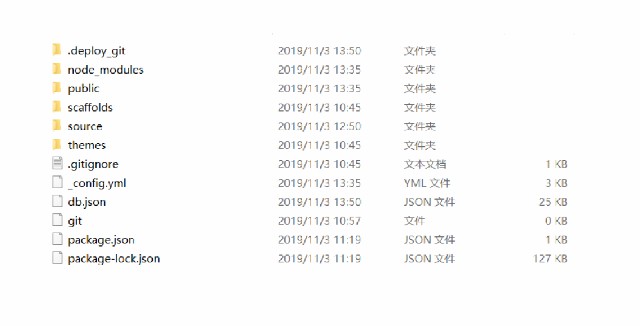 .deploy_git 2019/11/3 13:50 文件夹
node_modules 2019/11/3 13:35 文件夹
public 2019/11/3 13:35 文件夹
scaffolds 2019/11/3 10:45 文件夹
source 2019/11/3 12:50 文件夹
themes 2019/11/3 10:45 文件夹
.gitignore 2019/11/3 10:45 文本文档 1 KB
_config.yml 2019/11/3 13:35 YML 文件 3 KB
db.json 2019/11/3 13:50 JSON 文件 25 KB
git 2019/11/3 10:57 文件 0 KB
package.json 2019/11/3 11:19 JSON 文件 1 KB
package-lock.json 2019/11/3 11:19 JSON 文件 127 KB